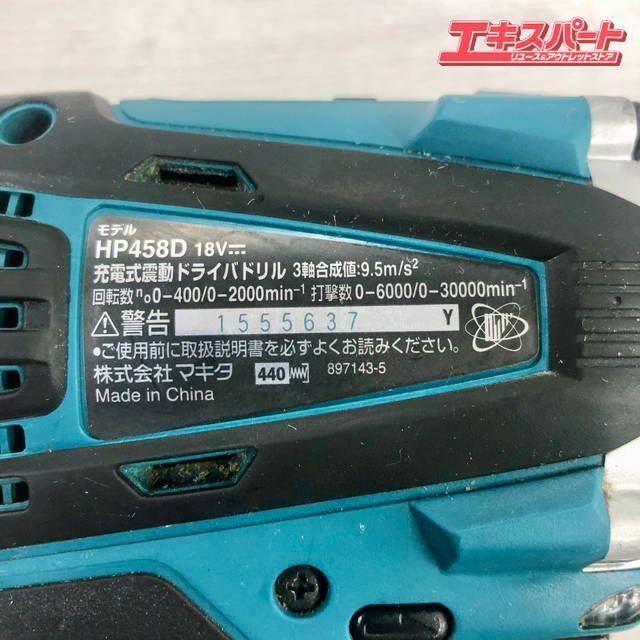 エキスパート
リユース&アウトレットストア
モデル
HP458D 18V⎓
充電式震動ドライバドリル 3軸合成値:9.5m/s²
回転数 n₀0-400/0-2000min⁻¹ 打撃数 0-6000/0-30000min⁻¹
⚠警告 1555637 Y
●ご使用前に取扱説明書を必ずよくお読みください。
株式会社マキタ 440 897143-5
Made in China